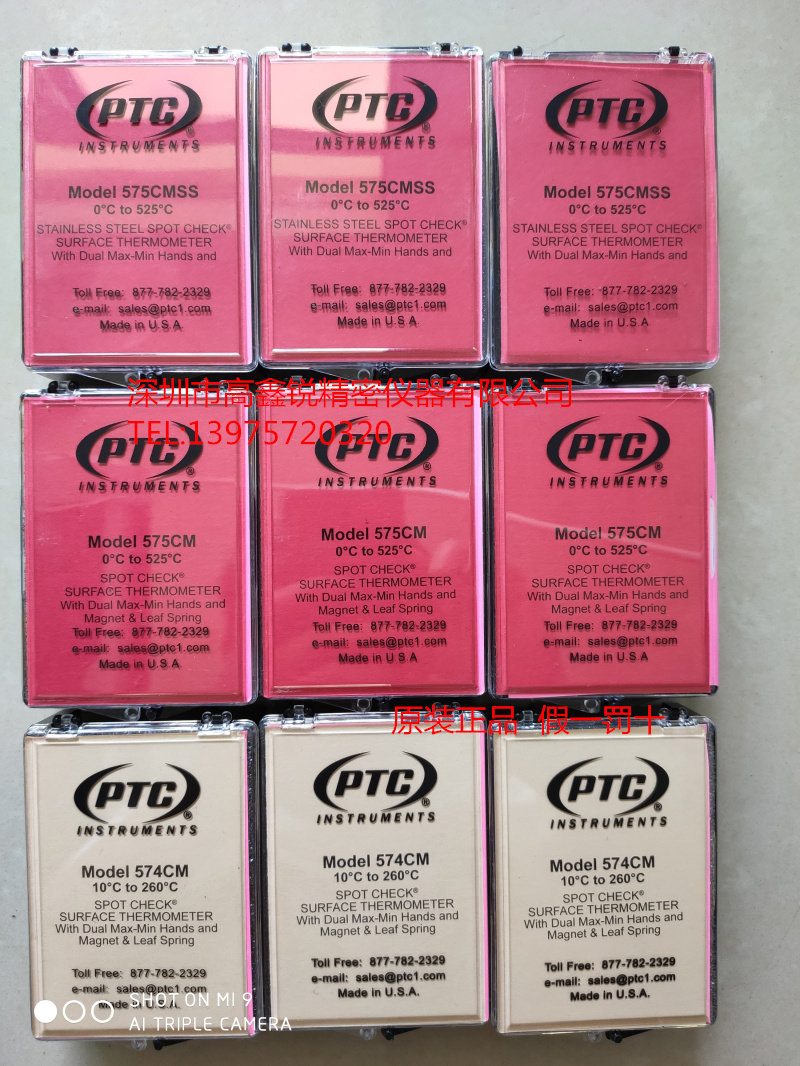 PTC®
INSTRUMENTS
Model 575CMSS
0°C to 525°C
STAINLESS STEEL SPOT CHECK®
SURFACE THERMOMETER
With Dual Max-Min Hands and
Toll Free: 877-782-2329
e-mail: sales@ptc1.com
Made in U.S.A.
PTC®
INSTRUMENTS
Model 575CMSS
0°C to 525°C
STAINLESS STEEL SPOT CHECK®
SURFACE THERMOMETER
With Dual Max-Min Hands and
Toll Free: 877-782-2329
e-mail: sales@ptc1.com
Made in U.S.A.
PTC®
INSTRUMENTS
Model 575CMSS
0°C to 525°C
STAINLESS STEEL SPOT CHECK®
SURFACE THERMOMETER
With Dual Max-Min Hands and
Toll Free: 877-782-2329
e-mail: sales@ptc1.com
Made in U.S.A
深圳市高鑫锐精密仪器有限公司
TEL.13975720320
PTC®
INSTRUMENTS
Model 575CM
0°C to 525°C
SPOT CHECK®
SURFACE THERMOMETER
With Dual Max-Min Hands and
Magnet & Leaf Spring
Toll Free: 877-782-2329
e-mail: sales@ptc1.com
Made in U.S.A
PTC®
INSTRUMENTS
Model 575CM
0°C to 525°C
SPOT CHECK®
SURFACE THERMOMETER
With Dual Max-Min Hands and
Magnet & Leaf Spring
Toll Free: 877-782-2329
e-mail: sales@ptc1.com
Made in U.S.A
PTC®
INSTRUMENTS
Model 575CM
0°C to 525°C
SPOT CHECK®
SURFACE THERMOMETER
With Dual Max-Min Hands and
Magnet & Leaf Spring
Toll Free: 877-782-2329
e-mail: sales@ptc1.com
Made in U.S.A
原装正品 假一罚十
PTC®
INSTRUMENTS
Model 574CM
10°C to 260°C
SPOT CHECK®
SURFACE THERMOMETER
With Dual Max-Min Hands and
Magnet & Leaf Spring
Toll Free: 877-782-2329
e-mail: sales@ptc1.com
Made in U.S.A.
PTC®
INSTRUMENTS
Model 574CM
10°C to 260°C
SPOT CHECK®
SURFACE THERMOMETER
With Dual Max-Min Hands and
Magnet & Leaf Spring
Toll Free: 877-782-2329
e-mail: sales@ptc1.com
Made in U.S.A.
PTC®
INSTRUMENTS
Model 574CM
10°C to 260°C
SPOT CHECK®
SURFACE THERMOMETER
With Dual Max-Min Hands and
Magnet & Leaf Spring
Toll Free: 877-782-2329
e-mail: sales@ptc1.com
Made in U.S.A.
SHOT ON MI 9
AI TRIPLE CAMERA